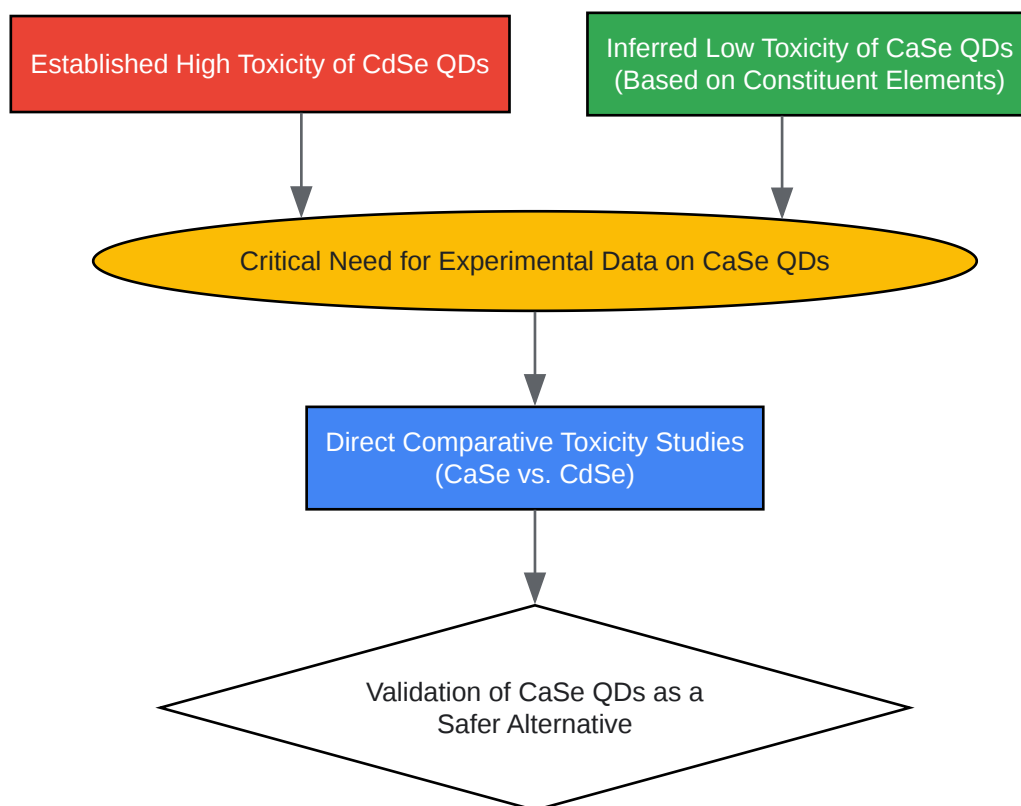 Established High Toxicity of CdSe QDs
Inferred Low Toxicity of CaSe QDs
(Based on Constituent Elements)
Critical Need for Experimental Data on CaSe QDs
Direct Comparative Toxicity Studies
(CaSe vs. CdSe)
Validation of CaSe QDs as a
Safer Alternative